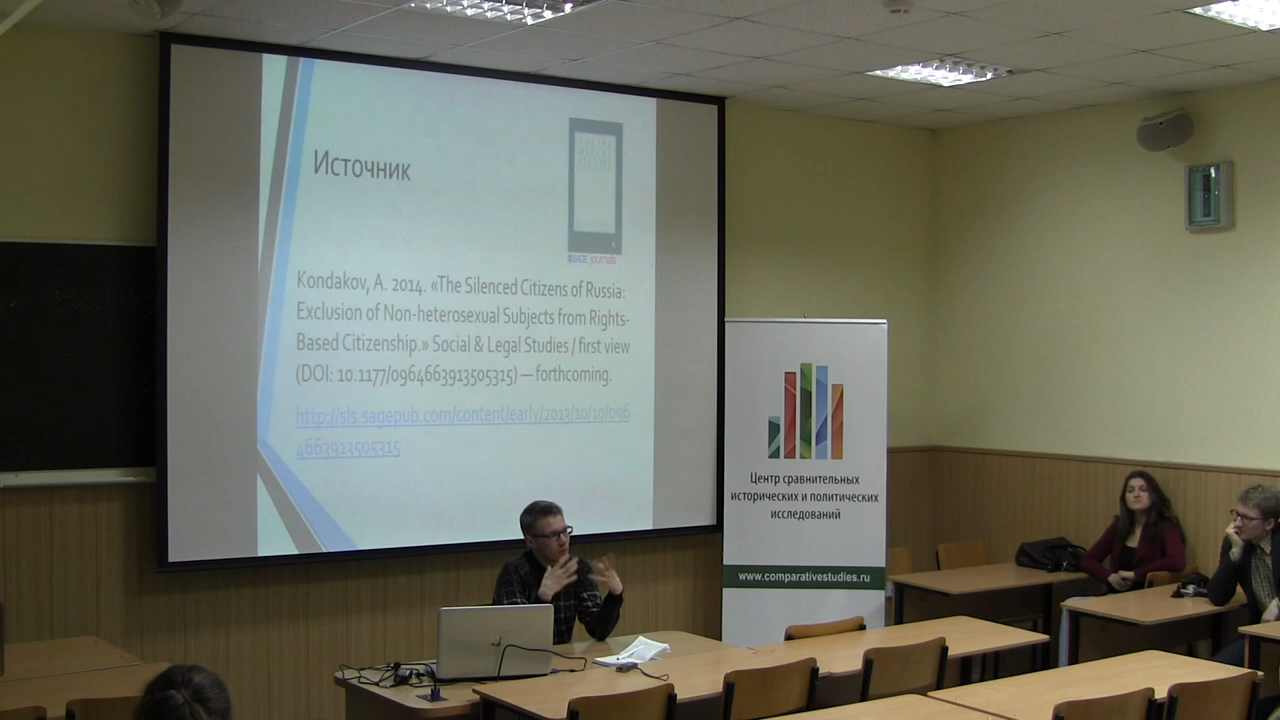 Источник
SAGE journals
Kondakov, A. 2014. «The Silenced Citizens of Russia:
Exclusion of Non-heterosexual Subjects from Rights-
Based Citizenship.» Social & Legal Studies / first view
(DOI: 10.1177/0964663913505315) — forthcoming.
http://sls.sagepub.com/content/early/2013/10/10/096
4663913505315
Центр сравнительных
исторических и политических
исследований
www.comparativestudies.ru